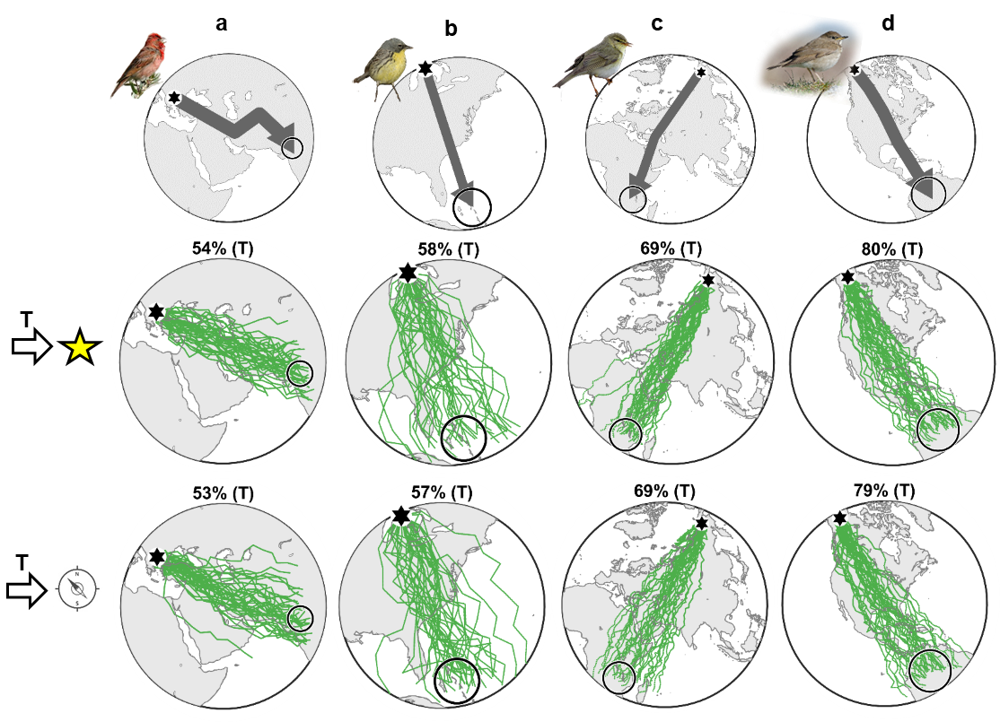 a b c d
54% (T) 58% (T) 69% (T) 80% (T)
T
53% (T) 57% (T) 69% (T) 79% (T)
T
N
S